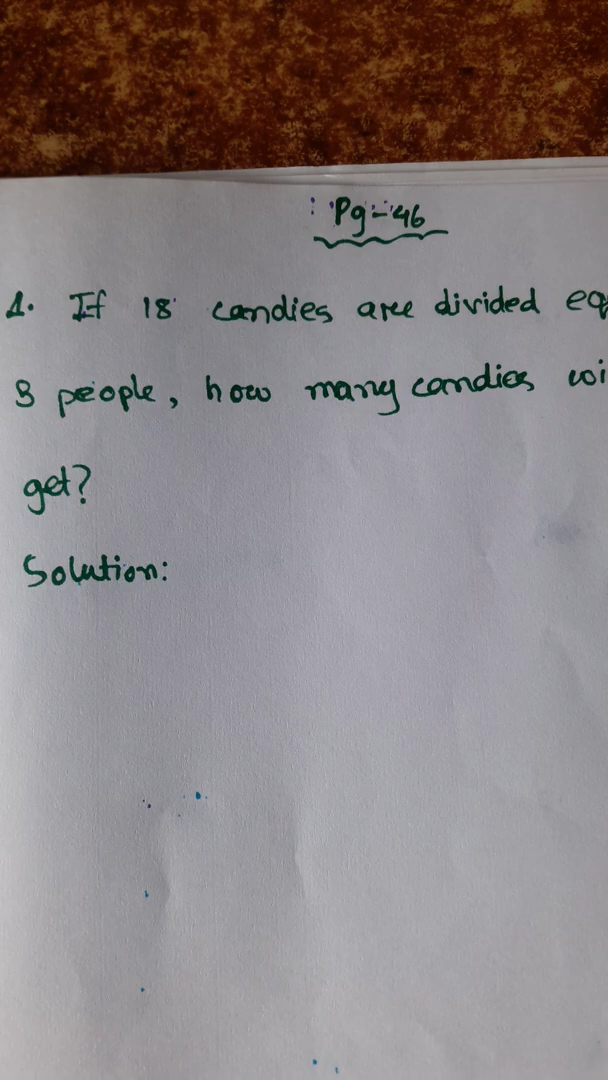 Pg-46
1. If 18 candies are divided eq
3 people, how many candies wi
get?
Solution: